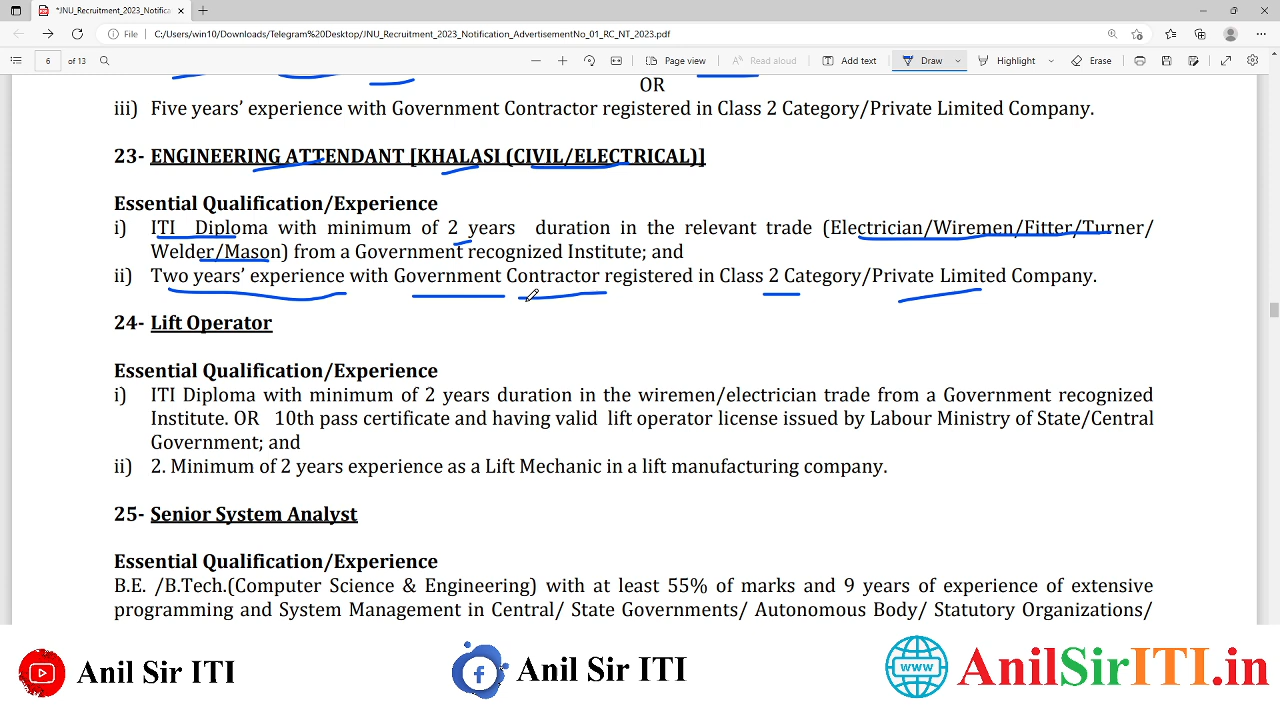 *JNU_Recruitment_2023_Notifica
File
C:/Users/win10/Downloads/Telegram%20Desktop/JNU_Recruitment_2023_Notification_AdvertisementNo_01_RC_NT_2023.pdf
6 of 13
Page view
Read aloud
Add text
Draw
Highlight
Erase
OR
iii) Five years’ experience with Government Contractor registered in Class 2 Category/Private Limited Company.
23- ENGINEERING ATTENDANT [KHALASI (CIVIL/ELECTRICAL)]
Essential Qualification/Experience
i) ITI Diploma with minimum of 2 years duration in the relevant trade (Electrician/Wiremen/Fitter/Turner/
Welder/Mason) from a Government recognized Institute; and
ii) Two years’ experience with Government Contractor registered in Class 2 Category/Private Limited Company.
24- Lift Operator
Essential Qualification/Experience
i) ITI Diploma with minimum of 2 years duration in the wiremen/electrician trade from a Government recognized
Institute. OR 10th pass certificate and having valid lift operator license issued by Labour Ministry of State/Central
Government; and
ii) 2. Minimum of 2 years experience as a Lift Mechanic in a lift manufacturing company.
25- Senior System Analyst
Essential Qualification/Experience
B.E. /B.Tech.(Computer Science & Engineering) with at least 55% of marks and 9 years of experience of extensive
programming and System Management in Central/ State Governments/ Autonomous Body/ Statutory Organizations/
Anil Sir ITI
f
Anil Sir ITI
WWW
AnilSirITI.in